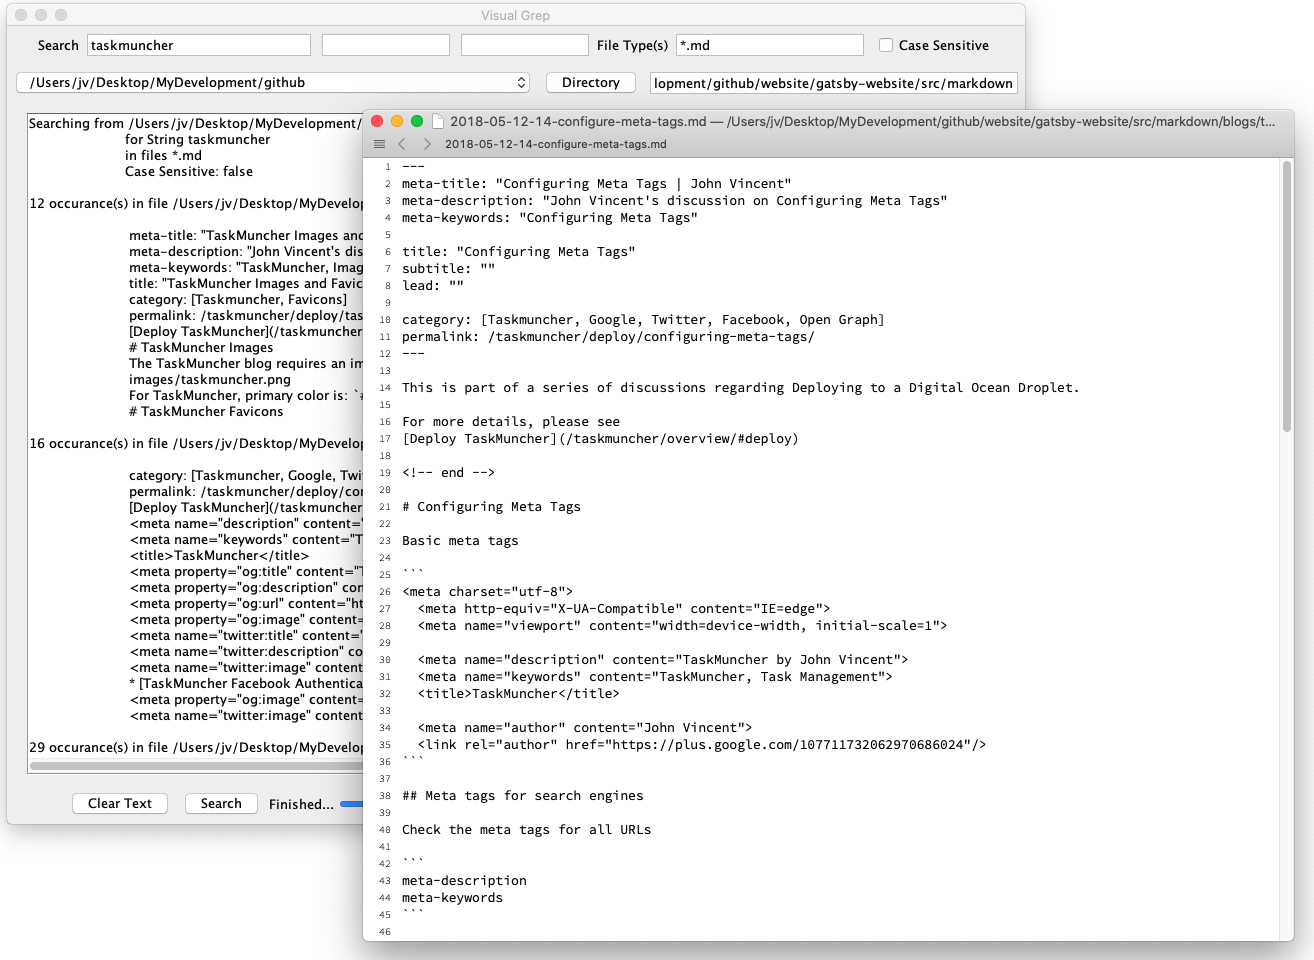 Visual Grep
Search taskmuncher File Type(s) *.md Case Sensitive
/Users/jv/Desktop/MyDevelopment/github Directory lopment/github/website/gatsby-website/src/markdown
Searching from /Users/jv/Desktop/MyDevelopment/
for String taskmuncher
in files *.md
Case Sensitive: false
12 occurance(s) in file /Users/jv/Desktop/MyDevelop
meta-title: "TaskMuncher Images and
meta-description: "John Vincent's dis
meta-keywords: "TaskMuncher, Imag
title: "TaskMuncher Images and Favic
category: [Taskmuncher, Favicons]
permalink: /taskmuncher/deploy/tas
[Deploy TaskMuncher](/taskmuncher
# TaskMuncher Images
The TaskMuncher blog requires an im
images/taskmuncher.png
For TaskMuncher, primary color is: `#
# TaskMuncher Favicons
16 occurance(s) in file /Users/jv/Desktop/MyDevelop
category: [Taskmuncher, Google, Twi
permalink: /taskmuncher/deploy/con
[Deploy TaskMuncher](/taskmuncher
<meta name="description" content="
<meta name="keywords" content="T
<title>TaskMuncher</title>
<meta property="og:title" content="T
<meta property="og:description" con
<meta property="og:url" content="ht
<meta property="og:image" content=
<meta name="twitter:title" content="
<meta name="twitter:description" co
<meta name="twitter:image" content
* [TaskMuncher Facebook Authentica
<meta property="og:image" content=
<meta name="twitter:image" content
29 occurance(s) in file /Users/jv/Desktop/MyDevelop
Clear Text Search Finished...
2018-05-12-14-configure-meta-tags.md — /Users/jv/Desktop/MyDevelopment/github/website/gatsby-website/src/markdown/blogs/t...
2018-05-12-14-configure-meta-tags.md
1 ---
2 meta-title: "Configuring Meta Tags | John Vincent"
3 meta-description: "John Vincent's discussion on Configuring Meta Tags"
4 meta-keywords: "Configuring Meta Tags"
5
6 title: "Configuring Meta Tags"
7 subtitle: ""
8 lead: ""
9
10 category: [Taskmuncher, Google, Twitter, Facebook, Open Graph]
11 permalink: /taskmuncher/deploy/configuring-meta-tags/
12 ---
13
14 This is part of a series of discussions regarding Deploying to a Digital Ocean Droplet.
15
16 For more details, please see
17 [Deploy TaskMuncher](/taskmuncher/overview/#deploy)
18
19 <!-- end -->
20
21 # Configuring Meta Tags
22
23 Basic meta tags
24
25 ```
26 <meta charset="utf-8">
27 <meta http-equiv="X-UA-Compatible" content="IE=edge">
28 <meta name="viewport" content="width=device-width, initial-scale=1">
29
30 <meta name="description" content="TaskMuncher by John Vincent">
31 <meta name="keywords" content="TaskMuncher, Task Management">
32 <title>TaskMuncher</title>
33
34 <meta name="author" content="John Vincent">
35 <link rel="author" href="https://plus.google.com/107711732062970686024"/>
36 ```
37
38 ## Meta tags for search engines
39
40 Check the meta tags for all URLs
41
42 ```
43 meta-description
44 meta-keywords
45 ```
46